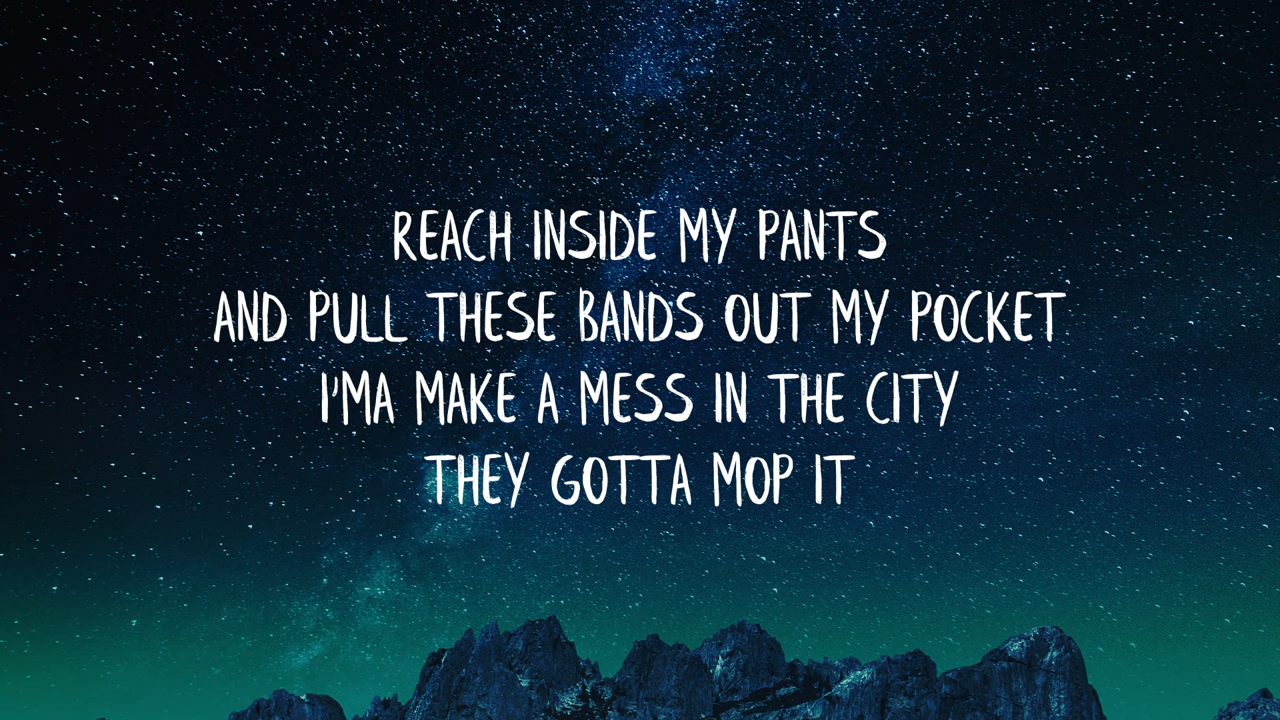 REACH INSIDE MY PANTS
AND PULL THESE BANDS OUT MY POCKET
I'MA MAKE A MESS IN THE CITY
THEY GOTTA MOP IT